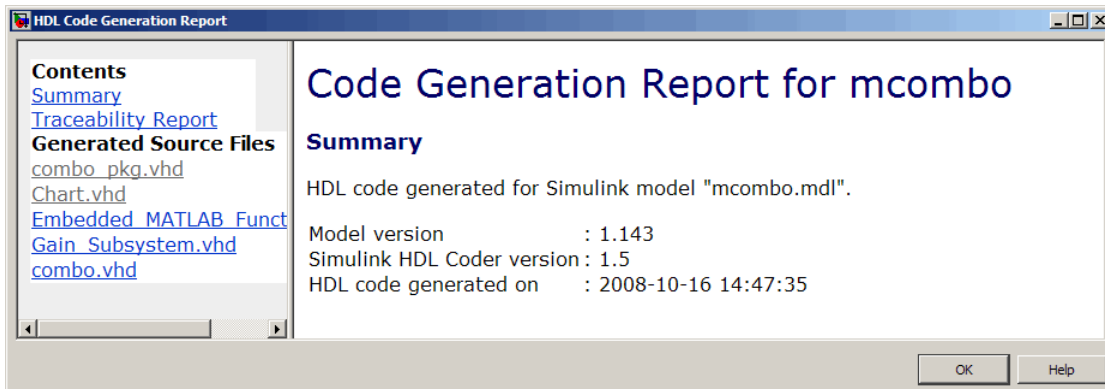 HDL Code Generation Report
Contents
Summary
Traceability Report
Generated Source Files
combo_pkg.vhd
Chart.vhd
Embedded_MATLAB_Funct
Gain_Subsystem.vhd
combo.vhd
Code Generation Report for mcombo
Summary
HDL code generated for Simulink model "mcombo.mdl".
Model version : 1.143
Simulink HDL Coder version : 1.5
HDL code generated on : 2008-10-16 14:47:35
OK Help